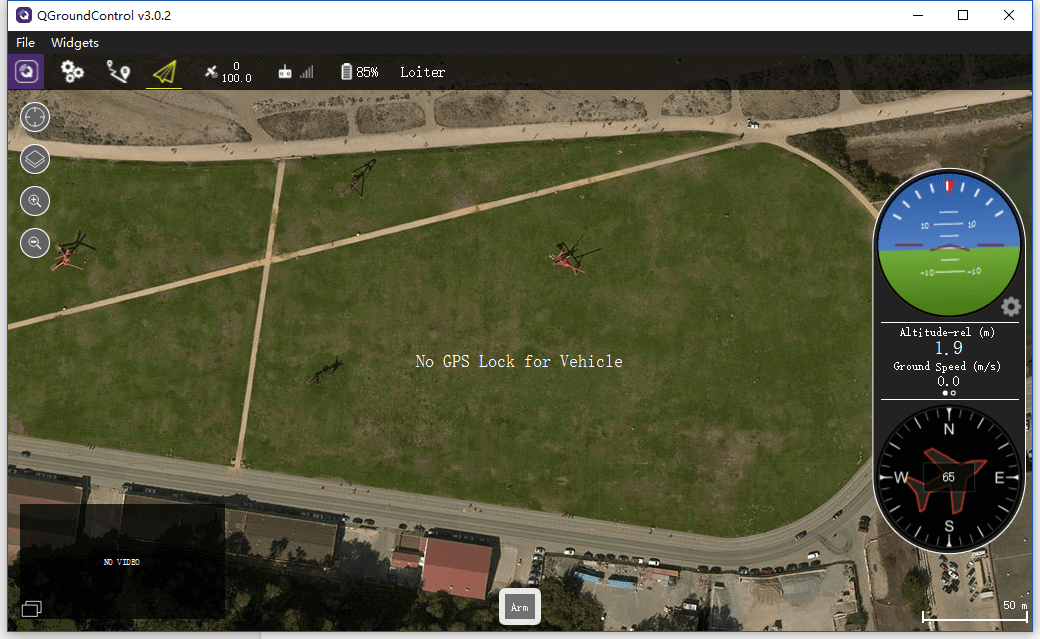 QGroundControl v3.0.2
File Widgets
0
100.0
85%
Loiter
10 10
-10 -10
Altitude-rel (m)
1.9
Ground Speed (m/s)
0.0
No GPS Lock for Vehicle
N
W 65 E
S
NO VIDEO
Arm
50 m